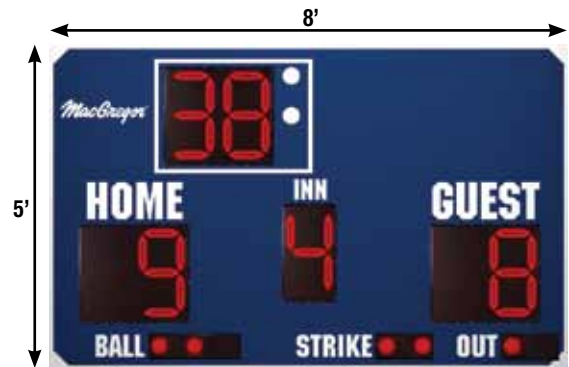 8'
5'
MacGregor
38
HOME INN GUEST
9 4 8
BALL STRIKE OUT